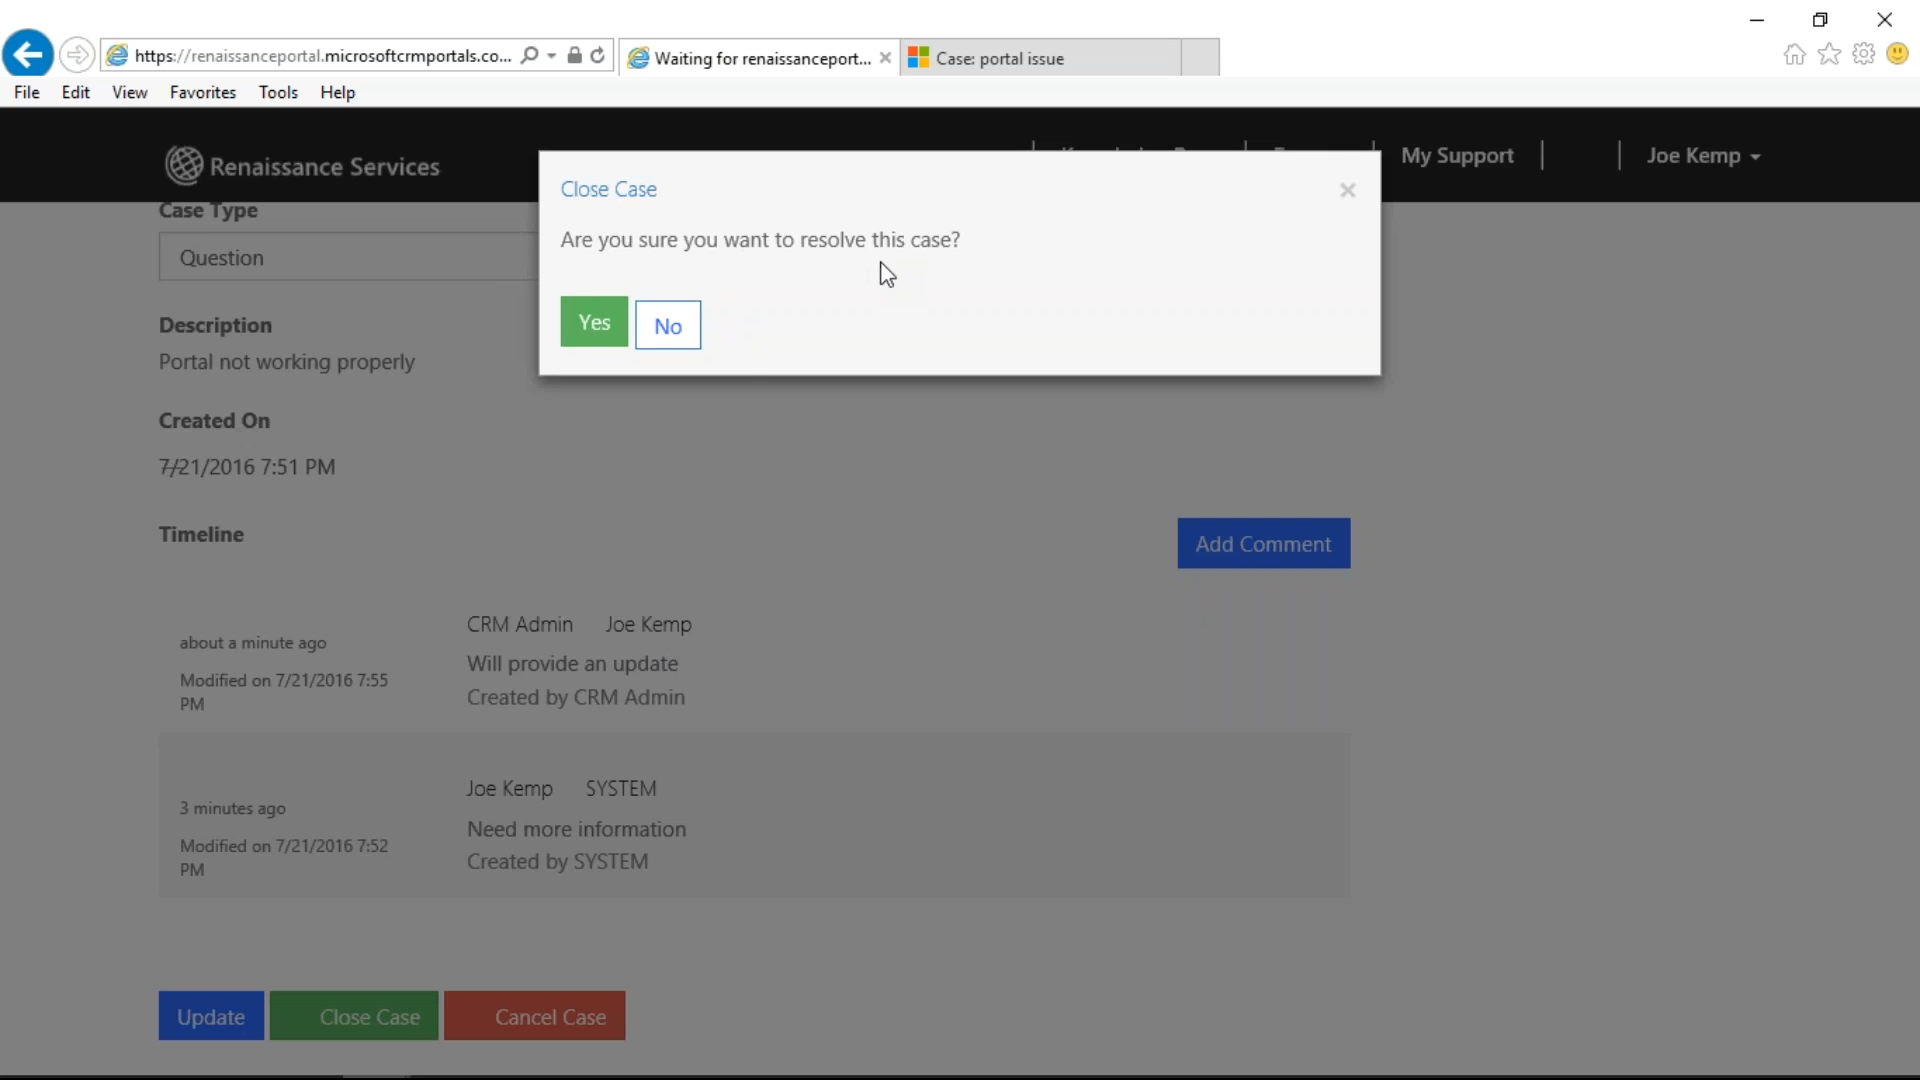 https://renaissanceportal.microsoftcrmportals.co...
Waiting for renaissanceport...
Case: portal issue
File Edit View Favorites Tools Help
Renaissance Services
My Support
Joe Kemp
Close Case
Are you sure you want to resolve this case?
Yes
No
Case Type
Question
Description
Portal not working properly
Created On
7/21/2016 7:51 PM
Timeline
Add Comment
about a minute ago
Modified on 7/21/2016 7:55
PM
CRM Admin Joe Kemp
Will provide an update
Created by CRM Admin
3 minutes ago
Modified on 7/21/2016 7:52
PM
Joe Kemp SYSTEM
Need more information
Created by SYSTEM
Update
Close Case
Cancel Case